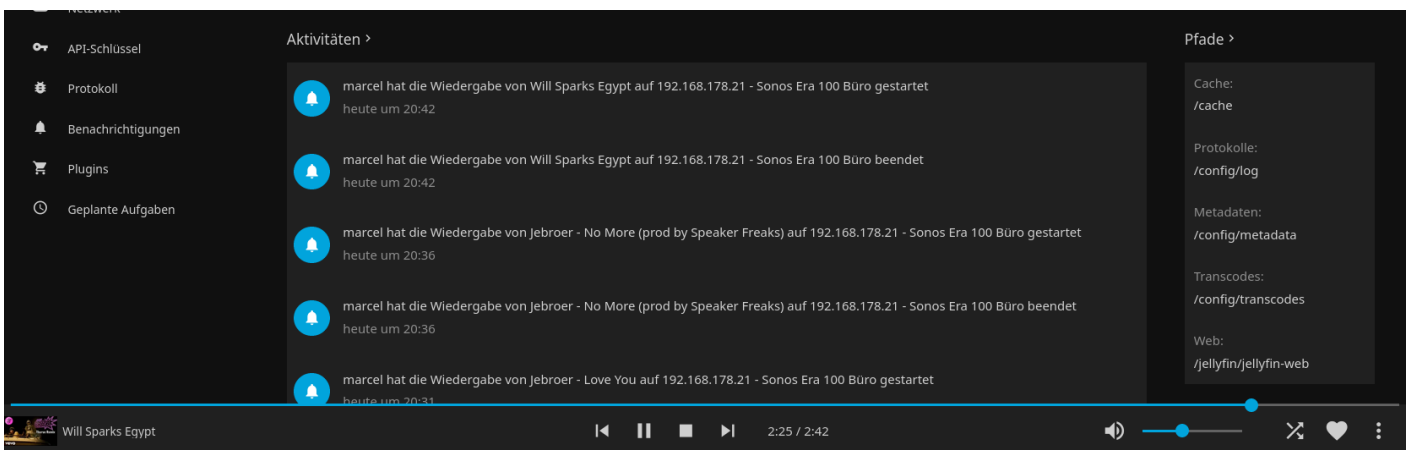 Netzwerk
API-Schlüssel
Protokoll
Benachrichtigungen
Plugins
Geplante Aufgaben
Aktivitäten
marcel hat die Wiedergabe von Will Sparks Egypt auf 192.168.178.21 - Sonos Era 100 Büro gestartet
heute um 20:42
marcel hat die Wiedergabe von Will Sparks Egypt auf 192.168.178.21 - Sonos Era 100 Büro beendet
heute um 20:42
marcel hat die Wiedergabe von Jebroer - No More (prod by Speaker Freaks) auf 192.168.178.21 - Sonos Era 100 Büro gestartet
heute um 20:36
marcel hat die Wiedergabe von Jebroer - No More (prod by Speaker Freaks) auf 192.168.178.21 - Sonos Era 100 Büro beendet
heute um 20:36
marcel hat die Wiedergabe von Jebroer - Love You auf 192.168.178.21 - Sonos Era 100 Büro gestartet
heute um 20:31
Pfade
Cache:
/cache
Protokolle:
/config/log
Metadaten:
/config/metadata
Transcodes:
/config/transcodes
Web:
/jellyfin/jellyfin-web
Will Sparks Egypt
2:25 / 2:42